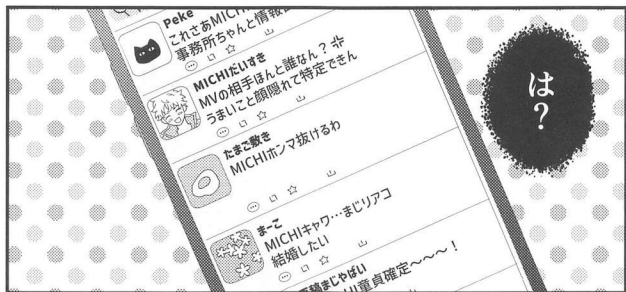 は?
Peke
これさあMICHI
事務所ちゃんと情報
MICHIだいすき
MVの相手ほんと誰なん?💢
うまいこと顔隠れて特定できん
たまご敷き
MICHIホンマ抜けるわ
まーこ
MICHIキャワ…まじリアコ
結婚したい
まじやばい
童貞確定〜〜〜!